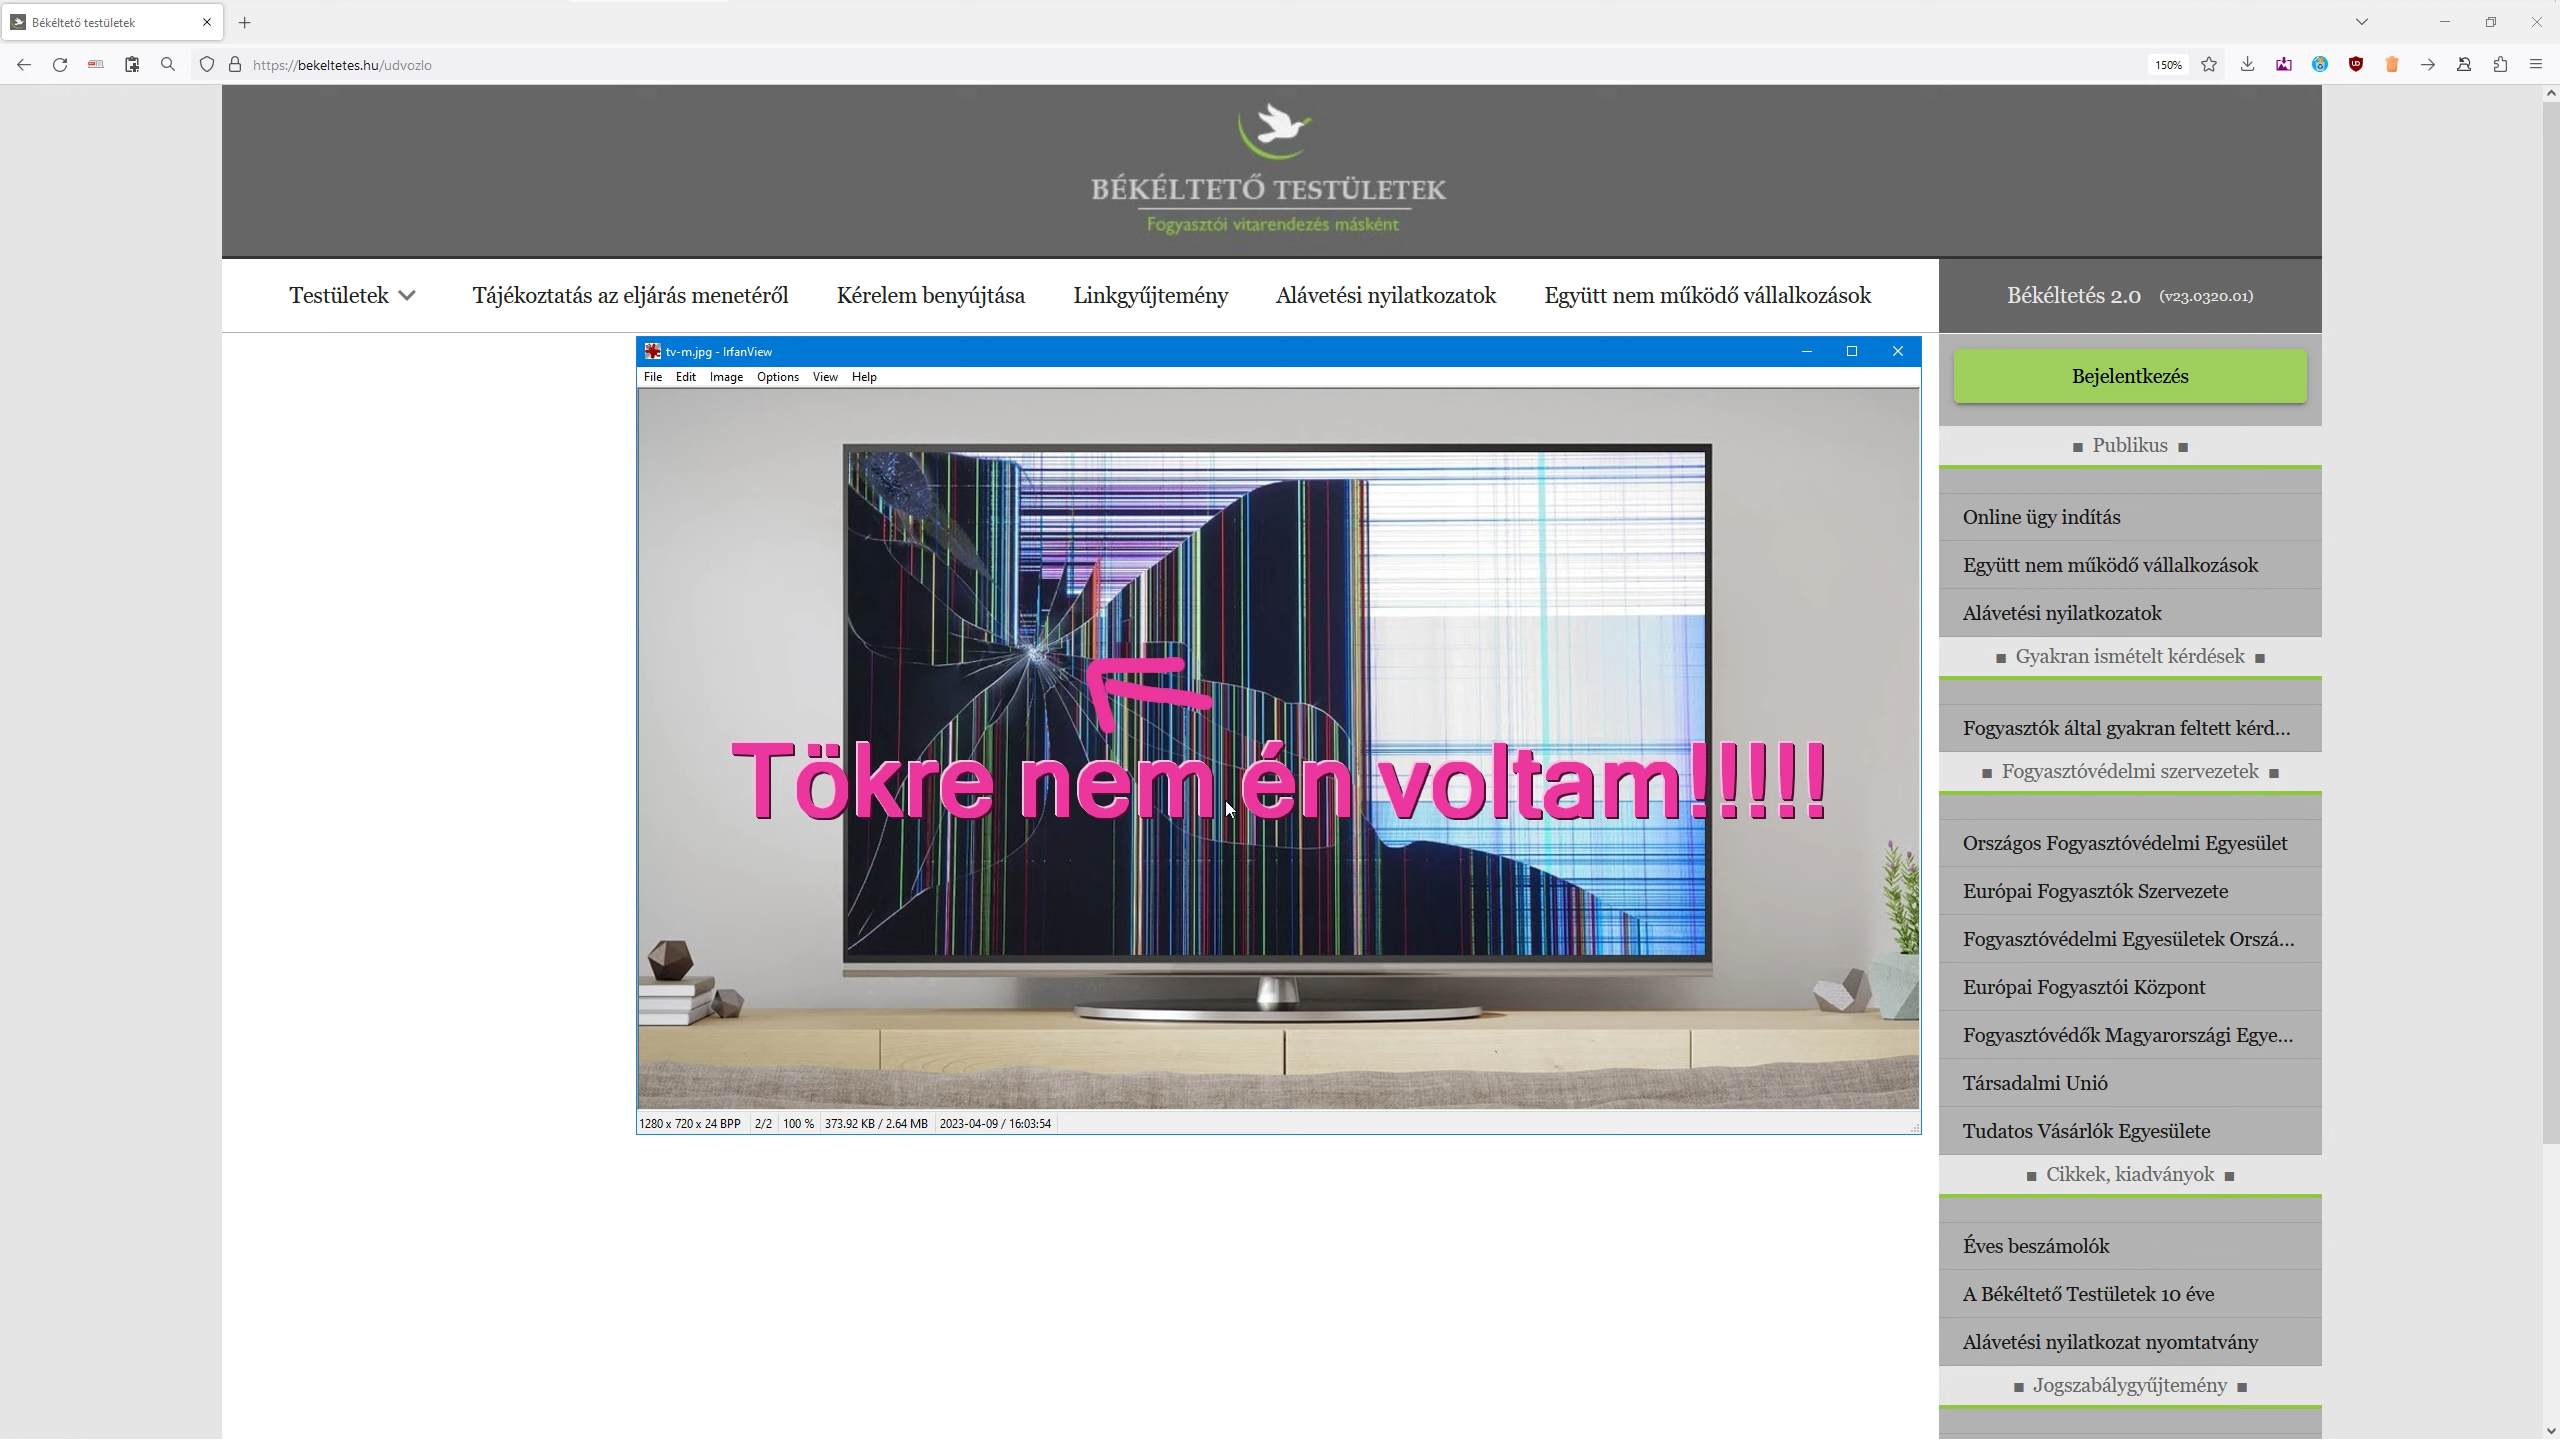 Békéltető testületek
https://bekeltetes.hu/udvozlo
150%
BÉKÉLTETŐ TESTÜLETEK
Fogyasztói vitarendezés másként
Testületek
Tájékoztatás az eljárás menetéről
Kérelem benyújtása
Linkgyűjtemény
Alávetési nyilatkozatok
Együtt nem működő vállalkozások
Békéltetés 2.0 (v23.0320.01)
tv-m.jpg - IrfanView
File Edit Image Options View Help
Tökre nem én voltam!!!!!
1280 x 720 x 24 BPP 2/2 100 % 373.92 KB / 2.64 MB 2023-04-09 / 16:03:54
Bejelentkezés
■ Publikus ■
Online ügy indítás
Együtt nem működő vállalkozások
Alávetési nyilatkozatok
■ Gyakran ismételt kérdések ■
Fogyasztók által gyakran feltett kérd...
■ Fogyasztóvédelmi szervezetek ■
Országos Fogyasztóvédelmi Egyesület
Európai Fogyasztók Szervezete
Fogyasztóvédelmi Egyesületek Orszá...
Európai Fogyasztói Központ
Fogyasztóvédők Magyarországi Egye...
Társadalmi Unió
Tudatos Vásárlók Egyesülete
■ Cikkek, kiadványok ■
Éves beszámolók
A Békéltető Testületek 10 éve
Alávetési nyilatkozat nyomtatvány
■ Jogszabálygyűjtemény ■